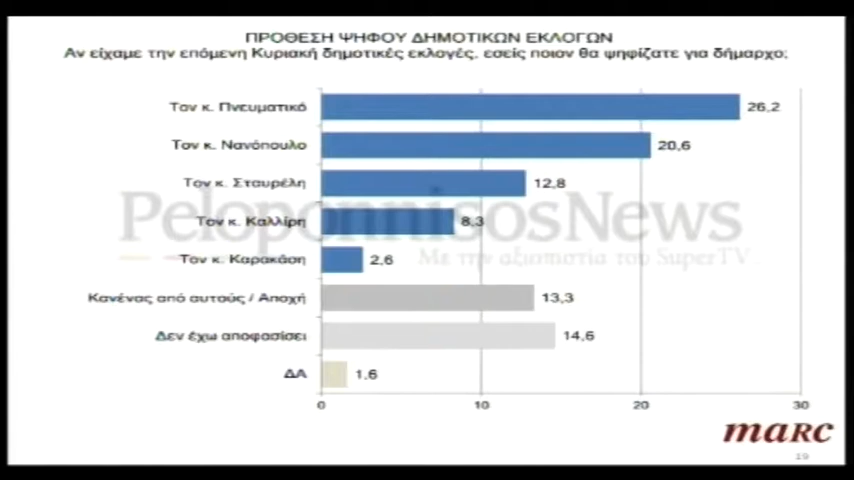 ΠΡΟΘΕΣΗ ΨΗΦΟΥ ΔΗΜΟΤΙΚΩΝ ΕΚΛΟΓΩΝ
Αν είχαμε την επόμενη Κυριακή δημοτικές εκλογές, εσείς ποιον θα ψηφίζατε για δήμαρχο;
Τον κ. Πνευματικό 26,2
Τον κ. Νανόπουλο 20,6
Τον κ. Σταυρέλη 12,8
PeloponnisosNews
Τον κ. Καλλίρη 8,3
Τον κ. Καρακάση 2,6
Με την αξιοπιστία του SuperTV
Κανένας από αυτούς / Αποχή 13,3
Δεν έχω αποφασίσει 14,6
ΔΑ 1,6
0 10 20 30
marc
19